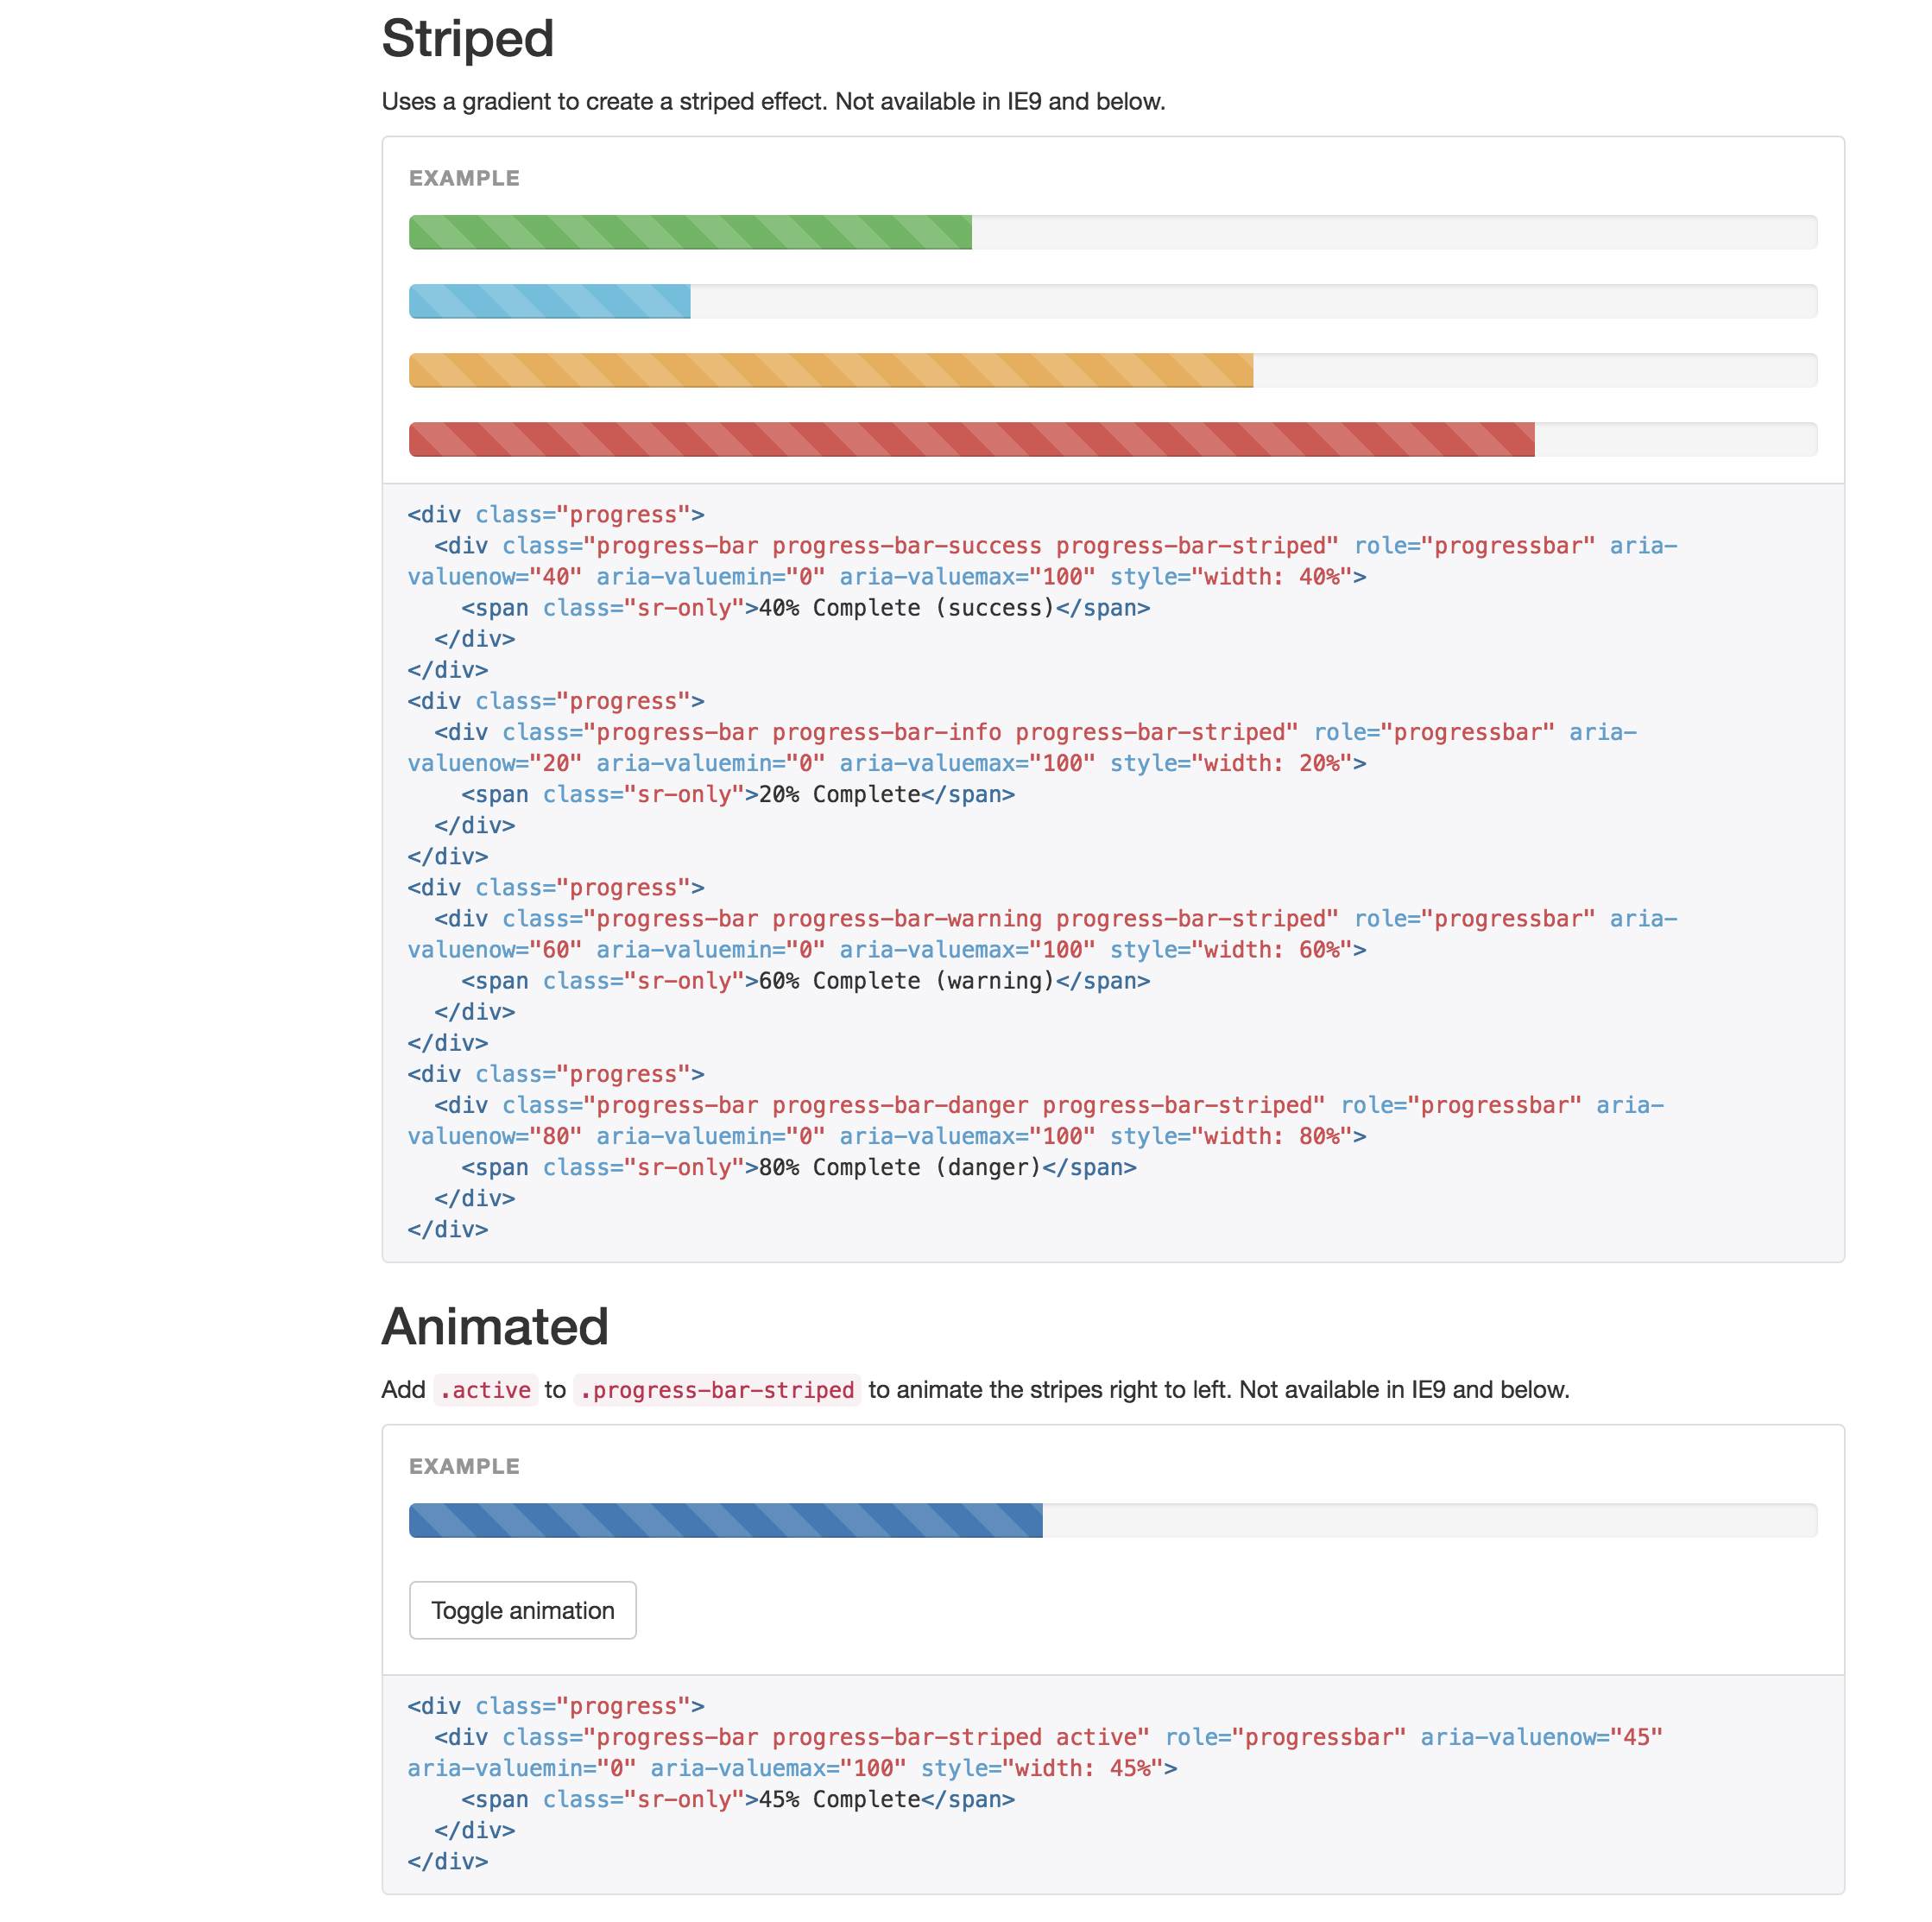 Striped
Uses a gradient to create a striped effect. Not available in IE9 and below.
EXAMPLE
<div class="progress">
  <div class="progress-bar progress-bar-success progress-bar-striped" role="progressbar" aria-
valuenow="40" aria-valuemin="0" aria-valuemax="100" style="width: 40%">
    <span class="sr-only">40% Complete (success)</span>
  </div>
</div>
<div class="progress">
  <div class="progress-bar progress-bar-info progress-bar-striped" role="progressbar" aria-
valuenow="20" aria-valuemin="0" aria-valuemax="100" style="width: 20%">
    <span class="sr-only">20% Complete</span>
  </div>
</div>
<div class="progress">
  <div class="progress-bar progress-bar-warning progress-bar-striped" role="progressbar" aria-
valuenow="60" aria-valuemin="0" aria-valuemax="100" style="width: 60%">
    <span class="sr-only">60% Complete (warning)</span>
  </div>
</div>
<div class="progress">
  <div class="progress-bar progress-bar-danger progress-bar-striped" role="progressbar" aria-
valuenow="80" aria-valuemin="0" aria-valuemax="100" style="width: 80%">
    <span class="sr-only">80% Complete (danger)</span>
  </div>
</div>
Animated
Add .active to .progress-bar-striped to animate the stripes right to left. Not available in IE9 and below.
EXAMPLE
Toggle animation
<div class="progress">
  <div class="progress-bar progress-bar-striped active" role="progressbar" aria-valuenow="45"
aria-valuemin="0" aria-valuemax="100" style="width: 45%">
    <span class="sr-only">45% Complete</span>
  </div>
</div>